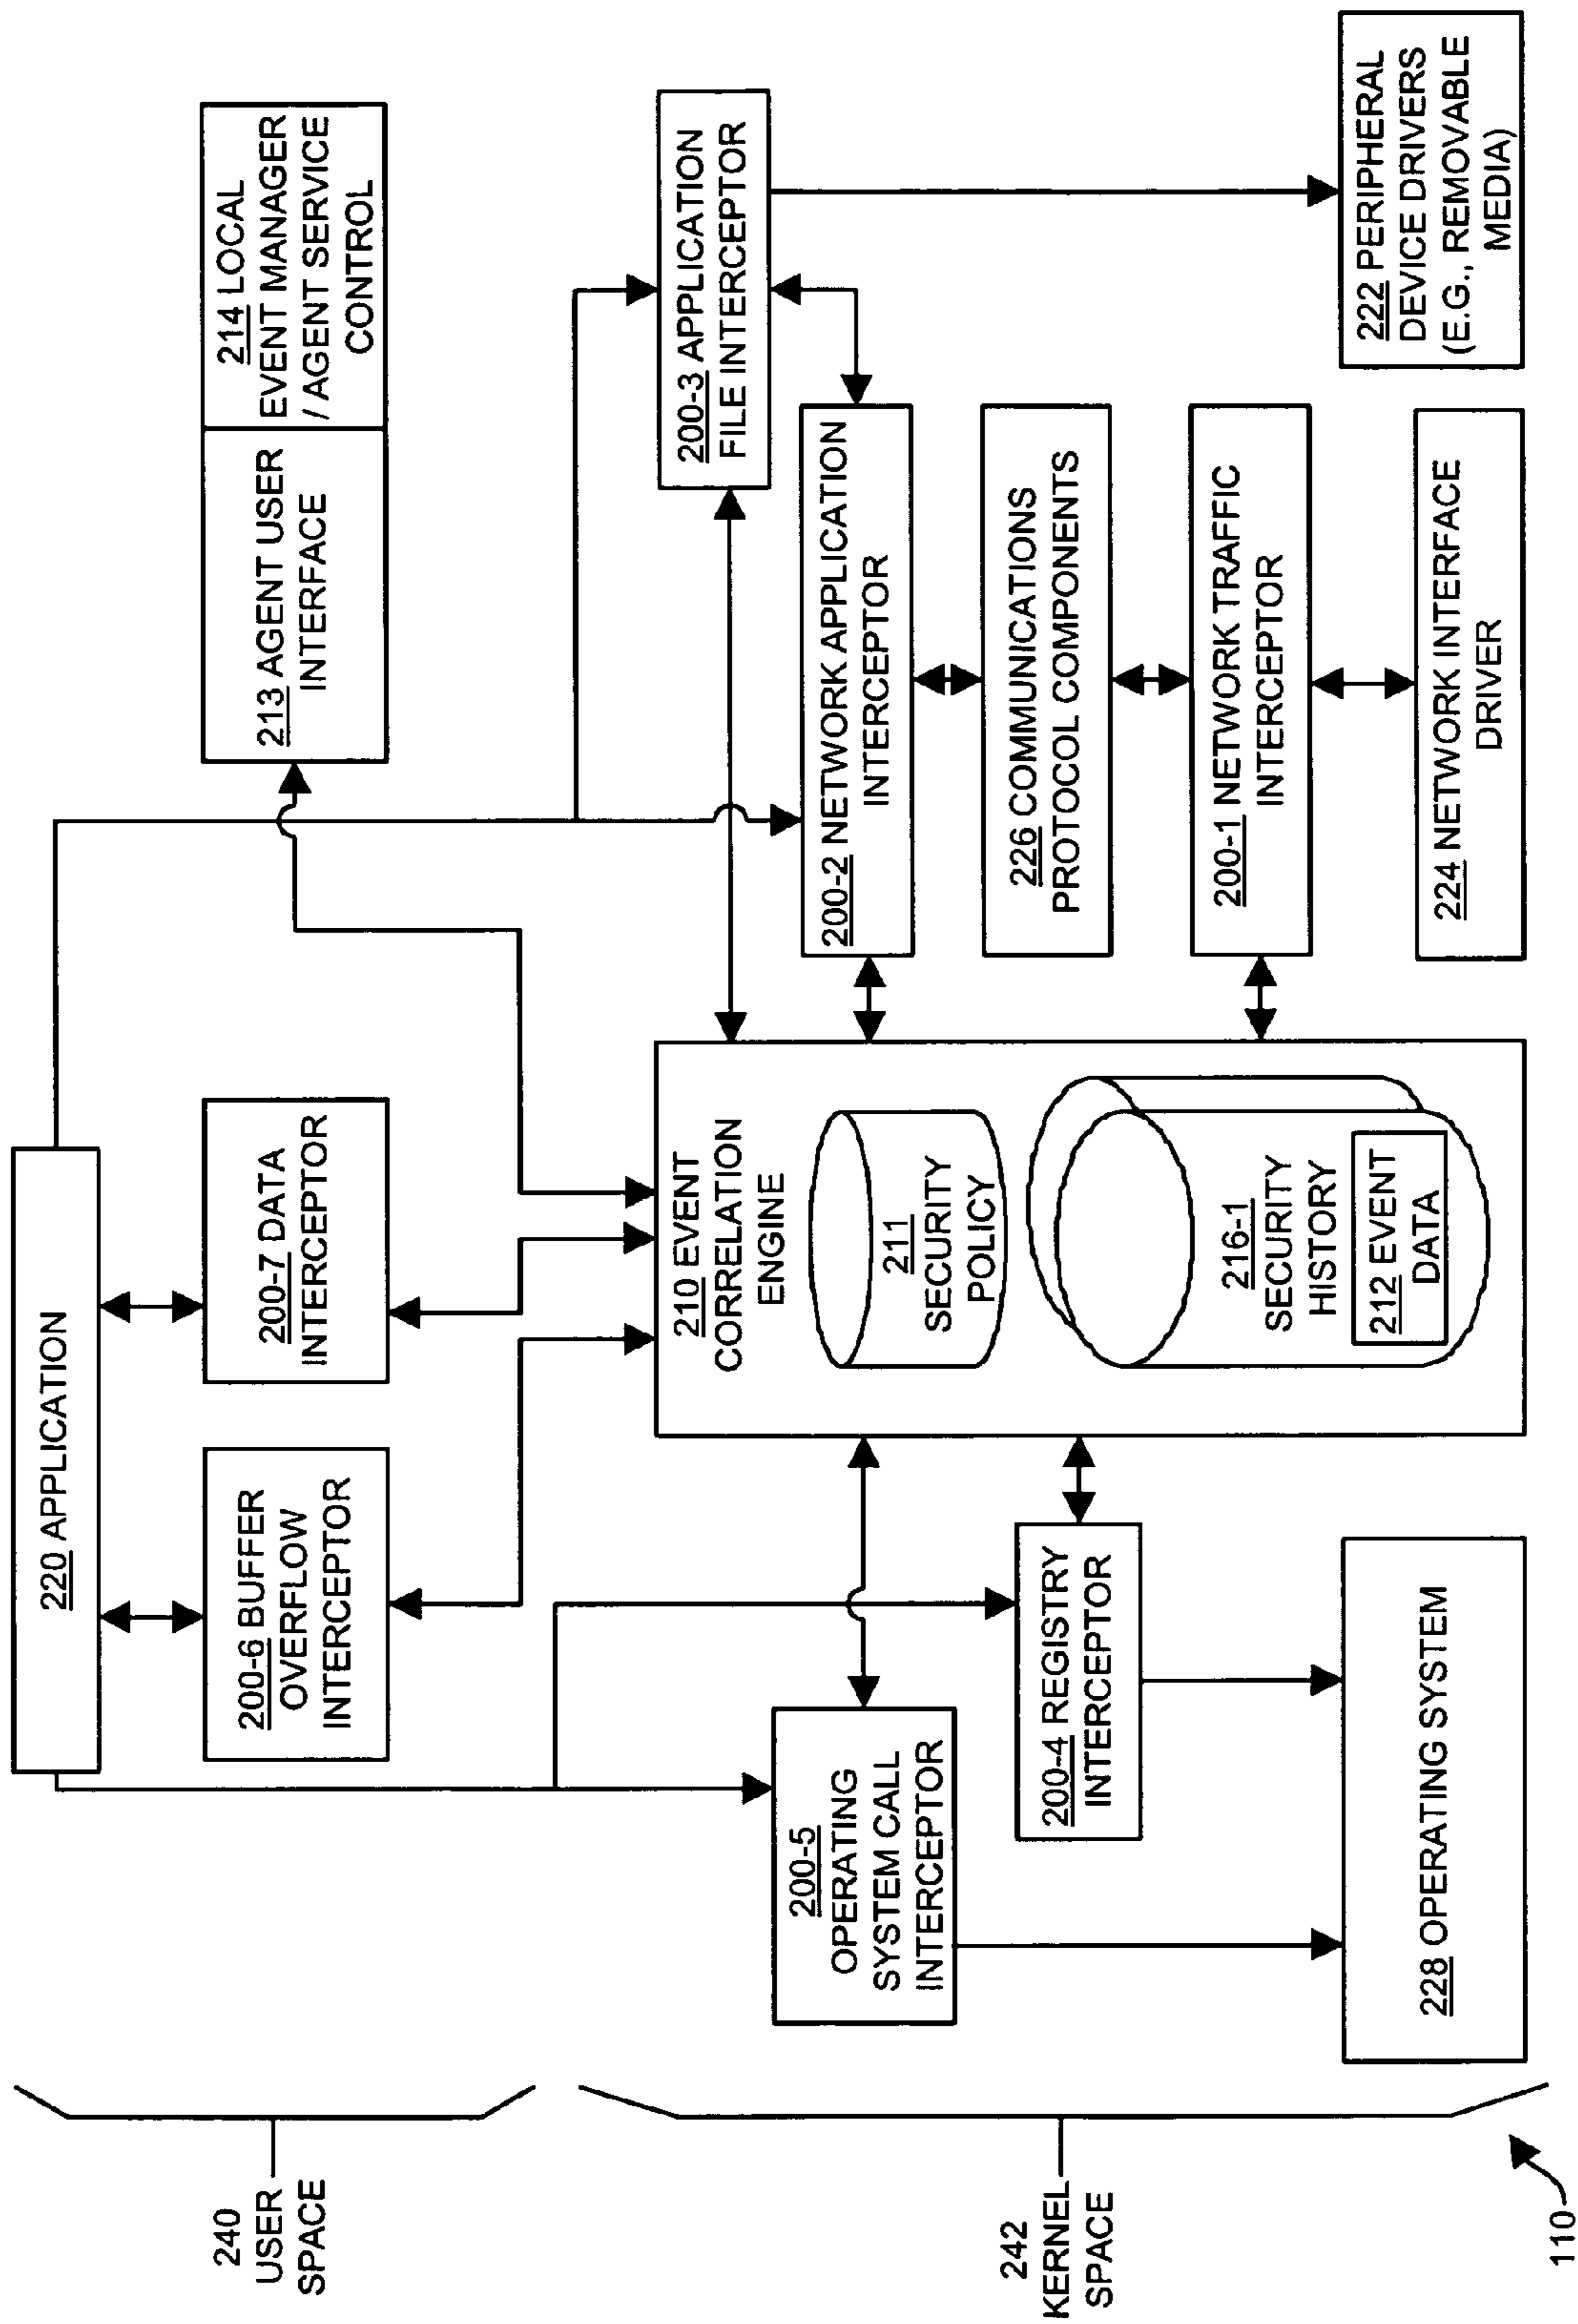 240
USER
SPACE
220 APPLICATION
200-6 BUFFER
OVERFLOW
INTERCEPTOR
200-7 DATA
INTERCEPTOR
213 AGENT USER
INTERFACE
214 LOCAL
EVENT MANAGER
/ AGENT SERVICE
CONTROL
242
KERNEL
SPACE
200-5
OPERATING
SYSTEM CALL
INTERCEPTOR
200-4 REGISTRY
INTERCEPTOR
228 OPERATING SYSTEM
210 EVENT
CORRELATION
ENGINE
211
SECURITY
POLICY
216-1
SECURITY
HISTORY
212 EVENT
DATA
200-3 APPLICATION
FILE INTERCEPTOR
200-2 NETWORK APPLICATION
INTERCEPTOR
226 COMMUNICATIONS
PROTOCOL COMPONENTS
200-1 NETWORK TRAFFIC
INTERCEPTOR
224 NETWORK INTERFACE
DRIVER
222 PERIPHERAL
DEVICE DRIVERS
(E.G., REMOVABLE
MEDIA)
110